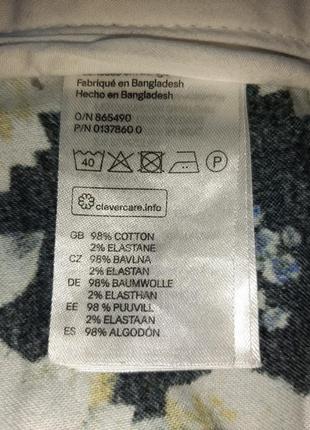 Fabriqué en Bangladesh
Hecho en Bangladesh
O/N 865490
P/N 0137860 0
40 P
clevercare.info
GB 98% COTTON
2% ELASTANE
CZ 98% BAVLNA
2% ELASTAN
DE 98% BAUMWOLLE
2% ELASTHAN
EE 98 % PUUVILL
2% ELASTAAN
ES 98% ALGODÓN